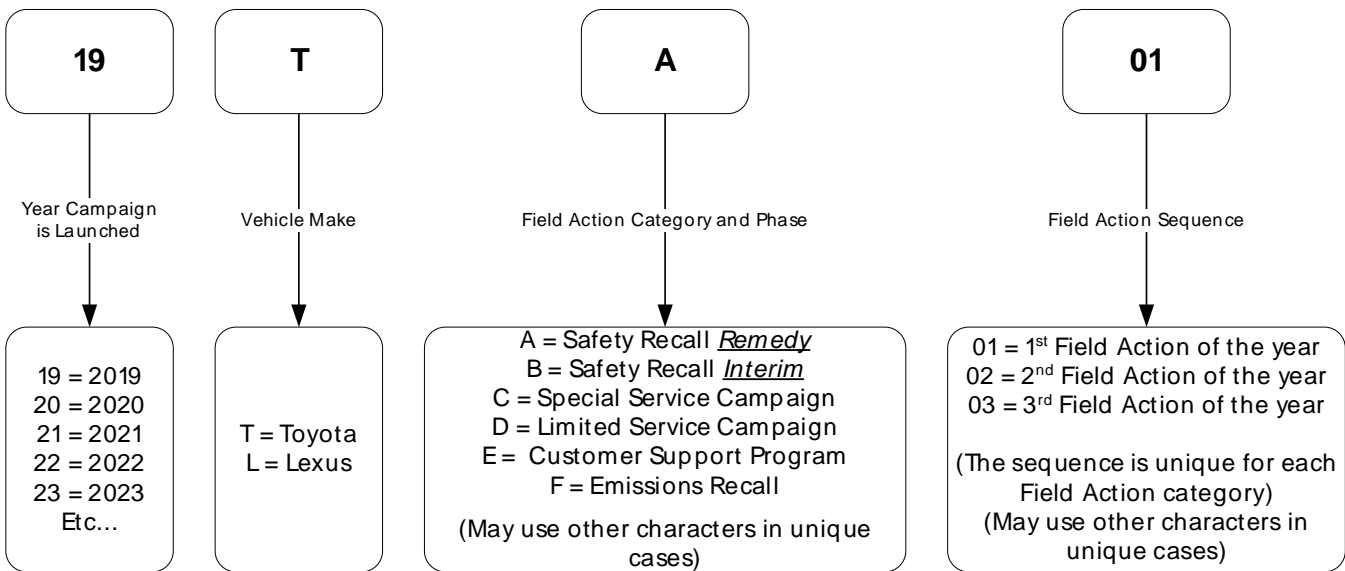 19
T
A
01
Year Campaign
is Launched
Vehicle Make
Field Action Category and Phase
Field Action Sequence
19 = 2019
20 = 2020
21 = 2021
22 = 2022
23 = 2023
Etc…
T = Toyota
L = Lexus
A = Safety Recall Remedy
B = Safety Recall Interim
C = Special Service Campaign
D = Limited Service Campaign
E = Customer Support Program
F = Emissions Recall
(May use other characters in unique
cases)
01 = 1st Field Action of the year
02 = 2nd Field Action of the year
03 = 3rd Field Action of the year
(The sequence is unique for each
Field Action category)
(May use other characters in
unique cases)